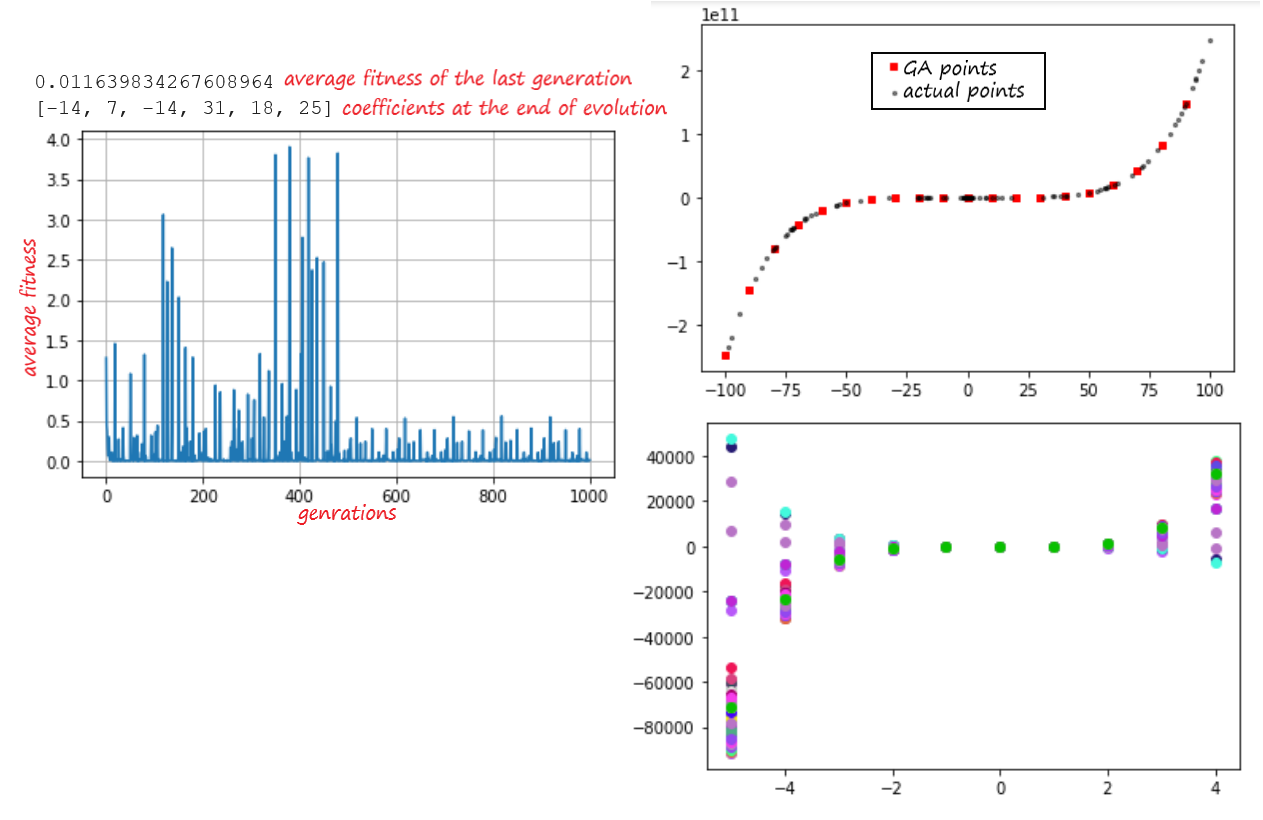 0.011639834267608964 average fitness of the last generation
[-14, 7, -14, 31, 18, 25] coefficients at the end of evolution
4.0
3.5
3.0
2.5
2.0
1.5
1.0
0.5
0.0
average fitness
0 200 400 600 800 1000
genrations
1e11
GA points
actual points
2
1
0
−1
−2
−100 −75 −50 −25 0 25 50 75 100
40000
20000
0
−20000
−40000
−60000
−80000
−4 −2 0 2 4